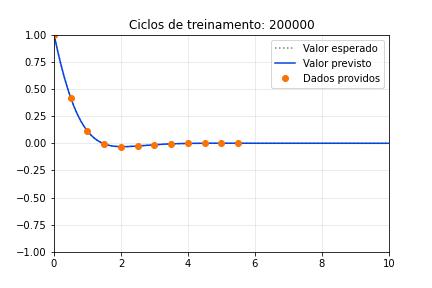 Ciclos de treinamento: 200000
Valor esperado
Valor previsto
Dados providos
1.00
0.75
0.50
0.25
0.00
−0.25
−0.50
−0.75
−1.00
0 2 4 6 8 10